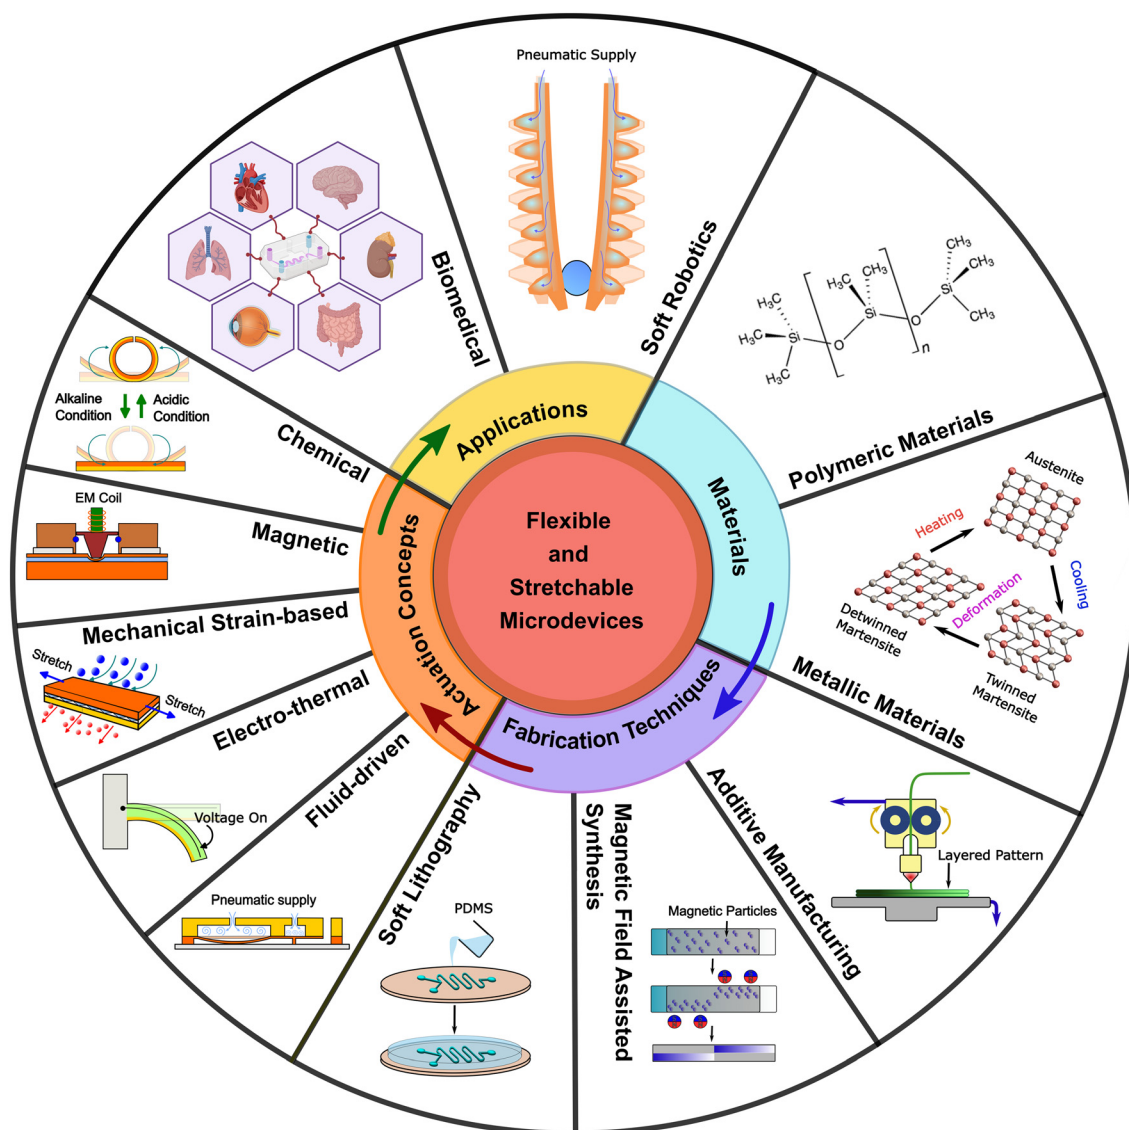 Flexible
and
Stretchable
Microdevices
Applications
Materials
Fabrication Techniques
Actuation Concepts
Biomedical
Pneumatic Supply
Soft Robotics
H₃C
H₃C
H₃C
Si
O
H₃C
CH₃
Si
O
n
CH₃
Si
CH₃
CH₃
Polymeric Materials
Austenite
Heating
Cooling
Deformation
Detwinned
Martensite
Twinned
Martensite
Metallic Materials
Layered Pattern
Additive Manufacturing
Magnetic Field Assisted
Synthesis
Magnetic Particles
PDMS
Soft Lithography
Fluid-driven
Pneumatic supply
Electro-thermal
Voltage On
Mechanical Strain-based
Stretch
Stretch
Magnetic
EM Coil
Chemical
Alkaline
Condition
Acidic
Condition